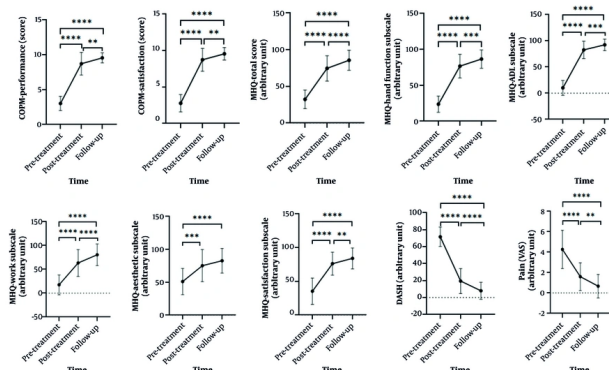 COPM-performance (score)
****
****
**
15
10
5
0
Pre-treatment
Post-treatment
Follow-up
Time
COPM-satisfaction (score)
****
****
**
15
10
5
0
Pre-treatment
Post-treatment
Follow-up
Time
MHQ-total score
(arbitrary unit)
****
****
****
150
100
50
0
Pre-treatment
Post-treatment
Follow-up
Time
MHQ-hand function subscale
(arbitrary unit)
****
****
***
150
100
50
0
Pre-treatment
Post-treatment
Follow-up
Time
MHQ-ADL subscale
(arbitrary unit)
****
****
***
150
100
50
0
-50
Pre-treatment
Post-treatment
Follow-up
Time
MHQ-work subscale
(arbitrary unit)
****
****
****
150
100
50
0
-50
Pre-treatment
Post-treatment
Follow-up
Time
MHQ-aesthetic subscale
(arbitrary unit)
****
***
150
100
50
0
Pre-treatment
Post-treatment
Follow-up
Time
MHQ-satisfaction subscale
(arbitrary unit)
****
****
**
150
100
50
0
Pre-treatment
Post-treatment
Follow-up
Time
DASH (arbitrary unit)
****
****
****
100
80
60
40
20
0
-20
Pre-treatment
Post-treatment
Follow-up
Time
Pain (VAS)
(arbitrary unit)
****
****
**
8
6
4
2
0
-2
Pre-treatment
Post-treatment
Follow-up
Time